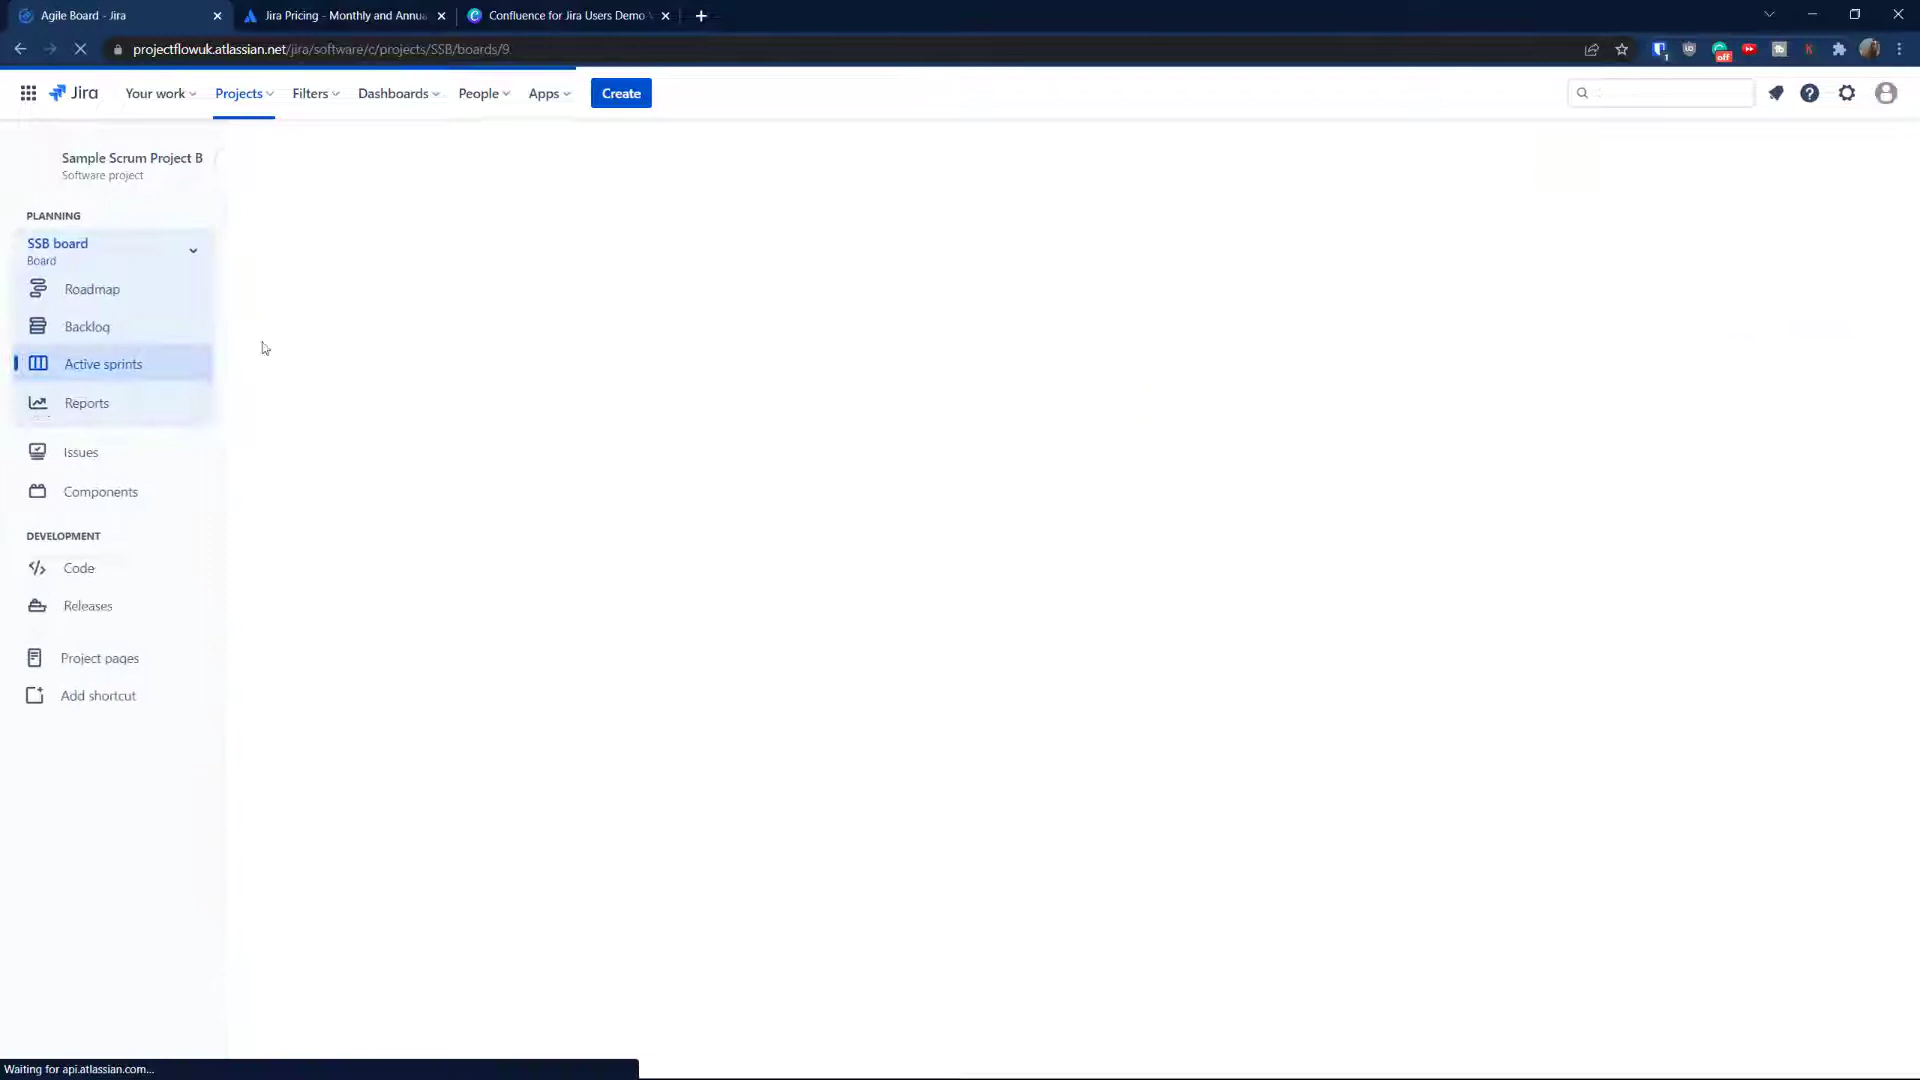 Agile Board - Jira
Jira Pricing - Monthly and Annua
Confluence for Jira Users Demo
projectflowuk.atlassian.net/jira/software/c/projects/SSB/boards/9
Jira
Your work
Projects
Filters
Dashboards
People
Apps
Create
Sample Scrum Project B
Software project
PLANNING
SSB board
Board
Roadmap
Backlog
Active sprints
Reports
Issues
Components
DEVELOPMENT
Code
Releases
Project pages
Add shortcut
off
Waiting for api.atlassian.com...